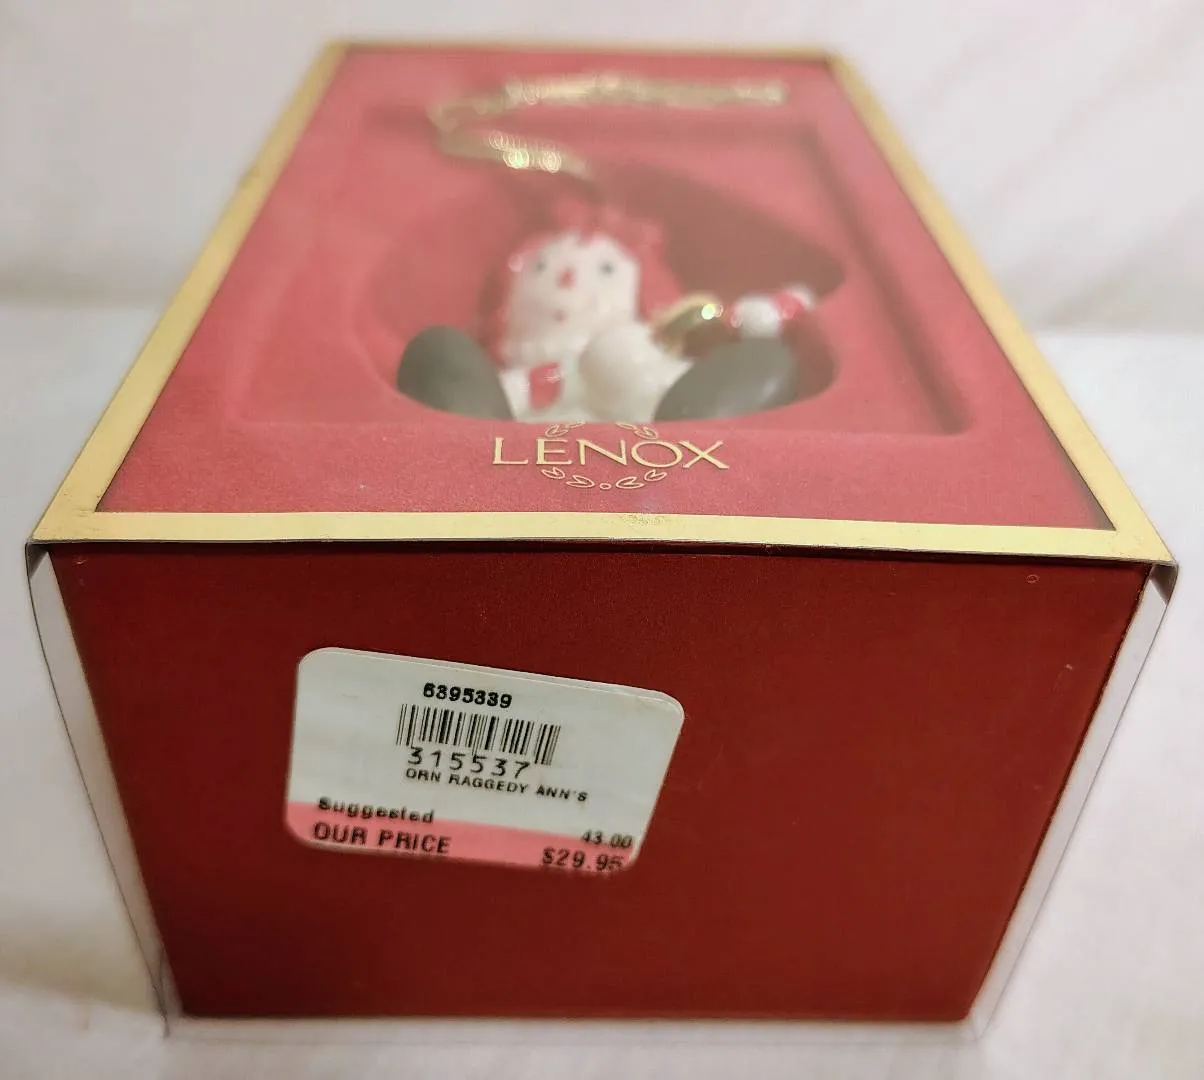 LENOX
6395339
315537
ORN RAGGEDY ANN'S
Suggested 43.00
OUR PRICE $29.95